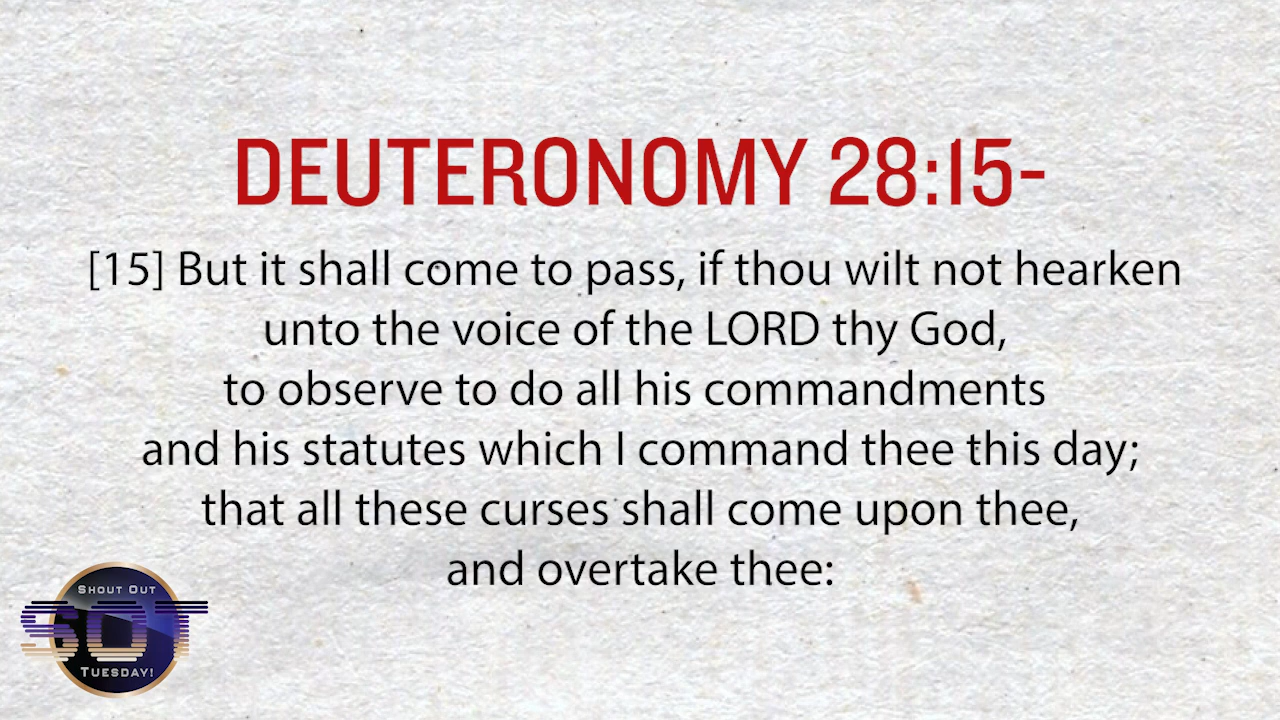 DEUTERONOMY 28:15-
[15] But it shall come to pass, if thou wilt not hearken
unto the voice of the LORD thy God,
to observe to do all his commandments
and his statutes which I command thee this day;
that all these curses shall come upon thee,
and overtake thee:
SHOUT OUT
SOT
TUESDAY!